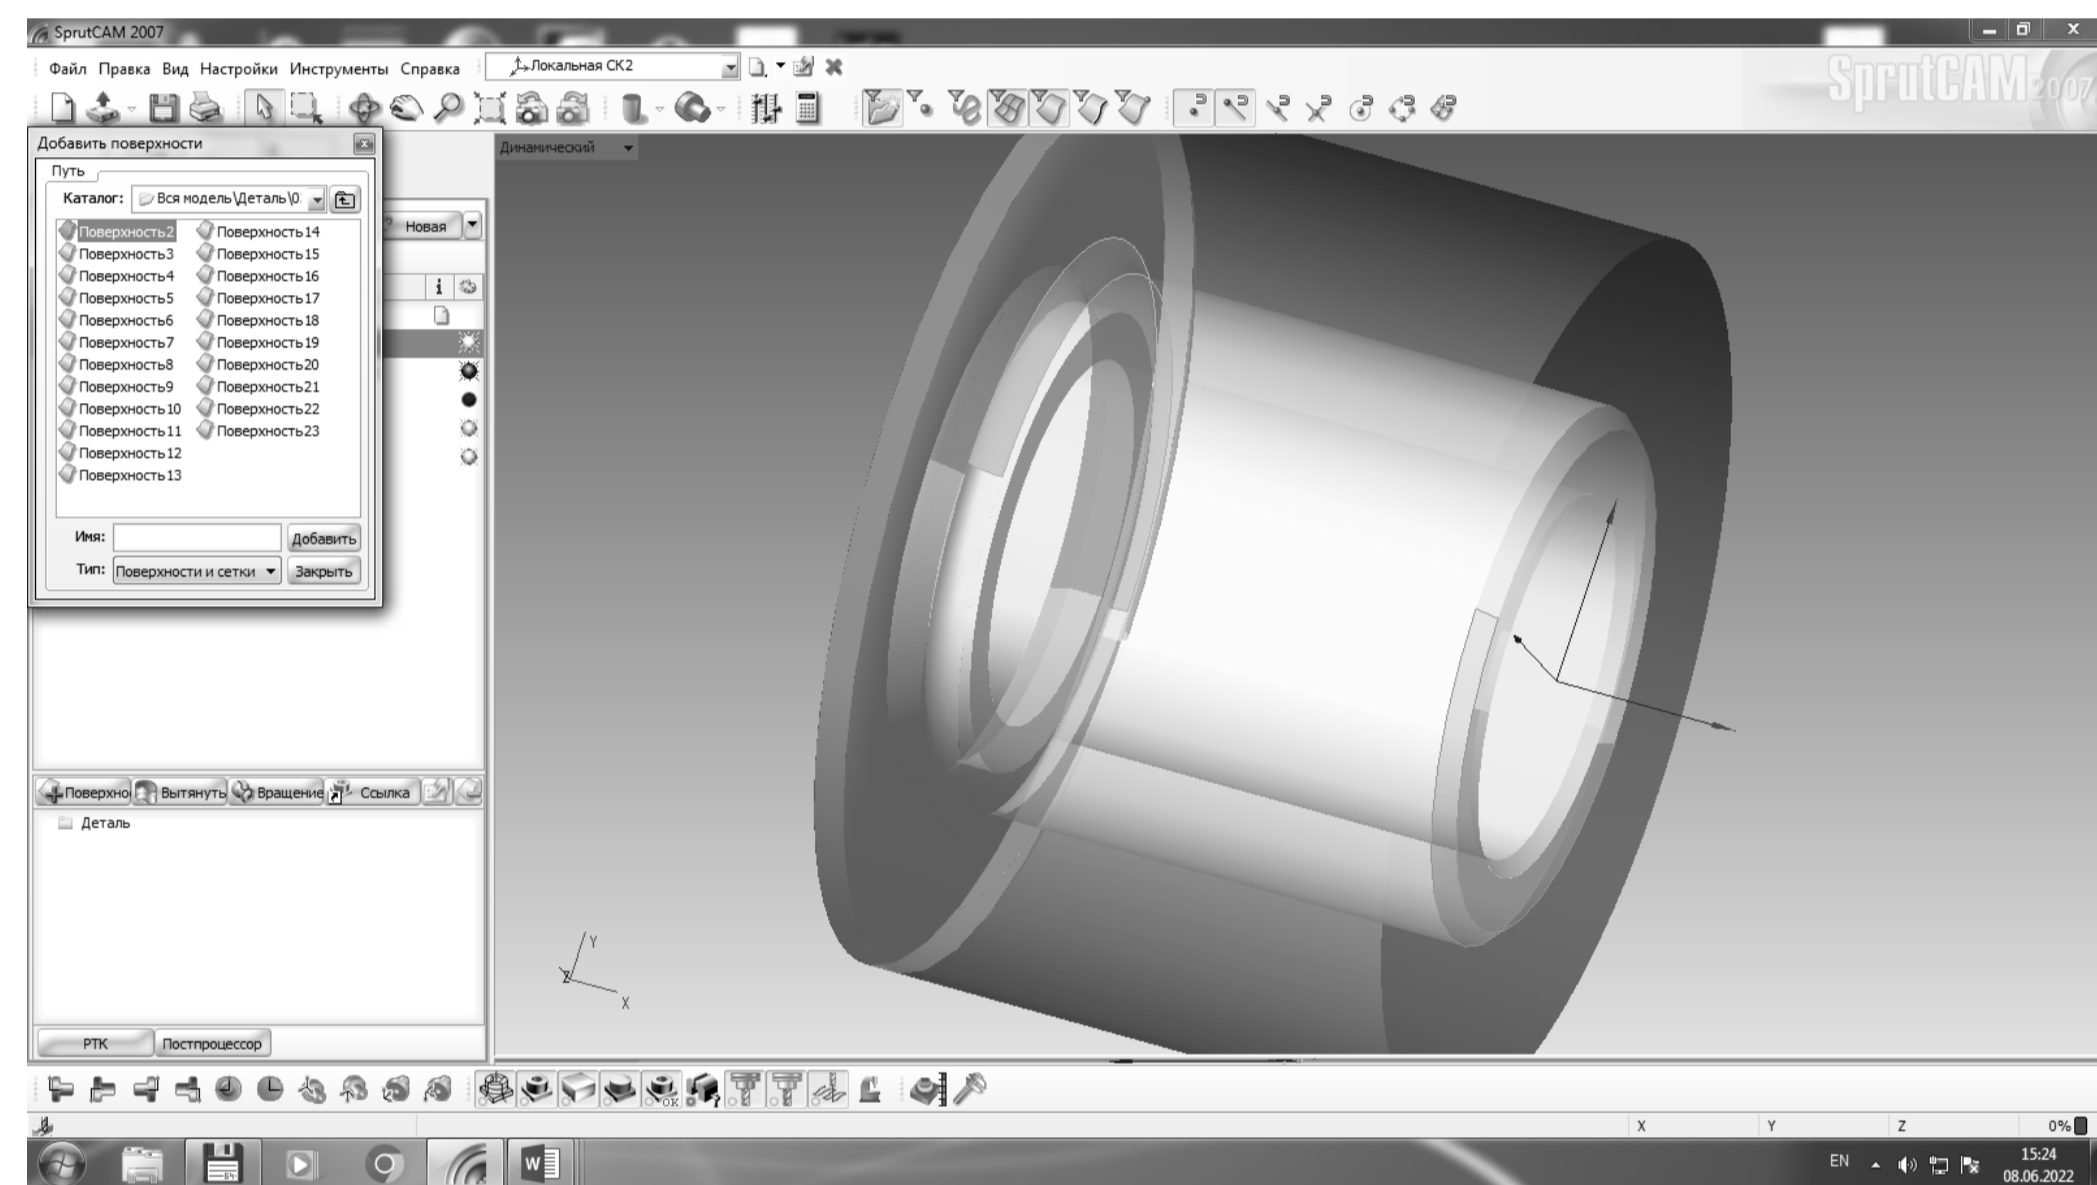 SprutCAM 2007
Файл Правка Вид Настройки Инструменты Справка
Локальная СК2
SprutCAM 2007
Добавить поверхности
Динамический
Путь
Каталог: Вся модель\Деталь\0
Новая
Поверхность2 Поверхность14
Поверхность3 Поверхность15
Поверхность4 Поверхность16
Поверхность5 Поверхность17
Поверхность6 Поверхность18
Поверхность7 Поверхность19
Поверхность8 Поверхность20
Поверхность9 Поверхность21
Поверхность10 Поверхность22
Поверхность11 Поверхность23
Поверхность12
Поверхность13
Имя: Добавить
Тип: Поверхности и сетки Закрыть
Поверхно Вытянуть Вращение Ссылка
Деталь
Y
Z
X
РТК Постпроцессор
OK
X Y Z 0%
64
W
EN
15:24
08.06.2022